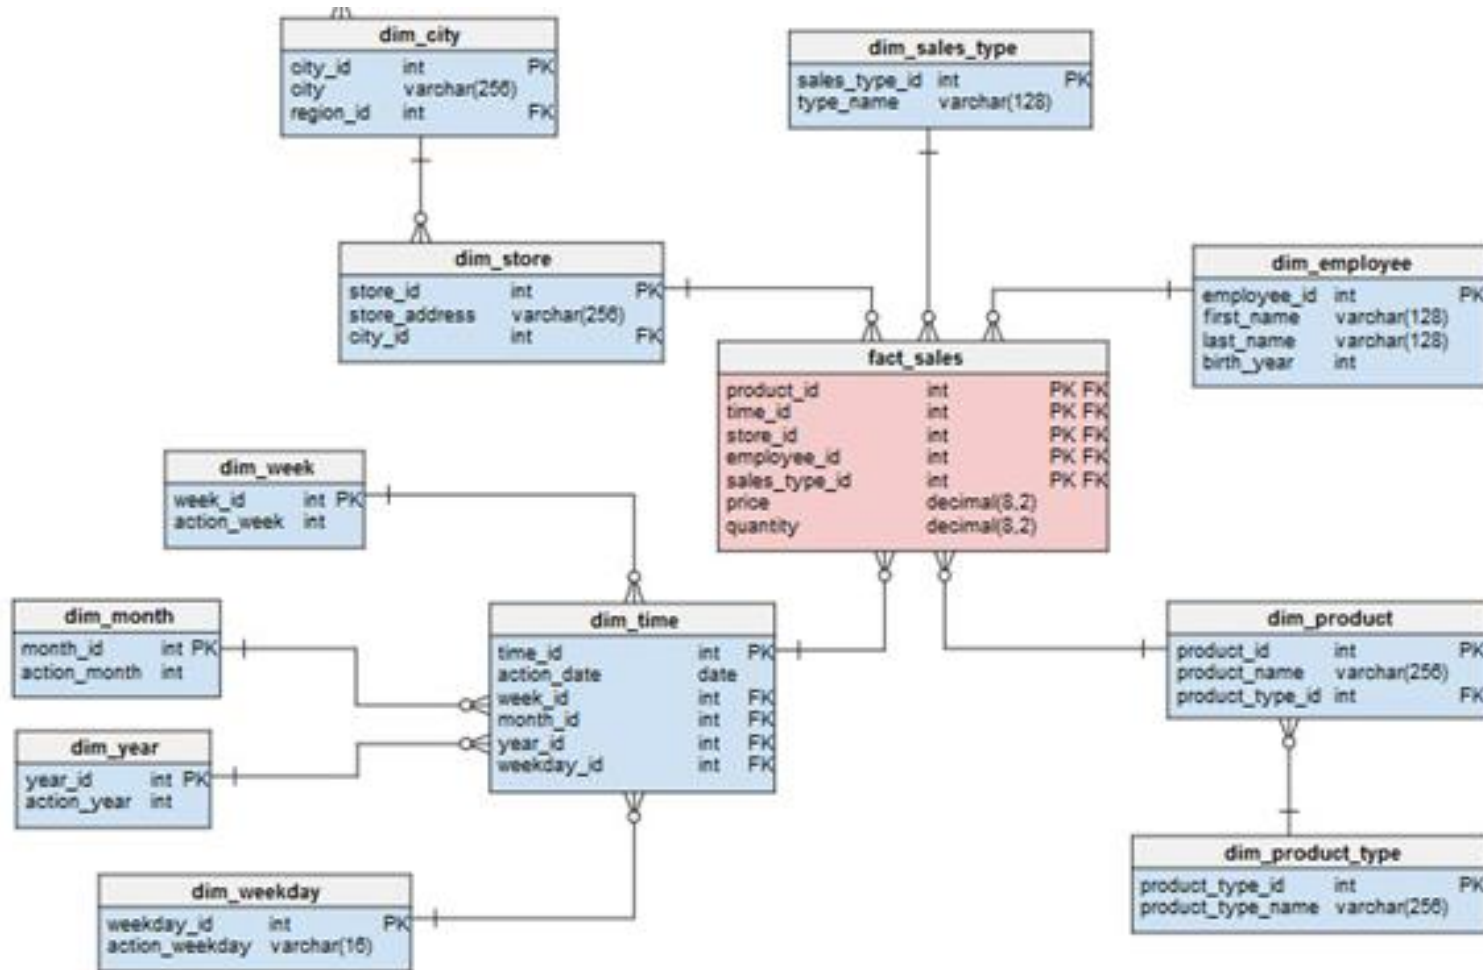 dim_city
city_id int PK
city varchar(256)
region_id int FK
dim_sales_type
sales_type_id int PK
type_name varchar(128)
dim_store
store_id int PK
store_address varchar(256)
city_id int FK
dim_employee
employee_id int PK
first_name varchar(128)
last_name varchar(128)
birth_year int
fact_sales
product_id int PK FK
time_id int PK FK
store_id int PK FK
employee_id int PK FK
sales_type_id int PK FK
price decimal(8,2)
quantity decimal(8,2)
dim_week
week_id int PK
action_week int
dim_month
month_id int PK
action_month int
dim_time
time_id int PK
action_date date
week_id int FK
month_id int FK
year_id int FK
weekday_id int FK
dim_product
product_id int PK
product_name varchar(256)
product_type_id int FK
dim_year
year_id int PK
action_year int
dim_product_type
product_type_id int PK
product_type_name varchar(256)
dim_weekday
weekday_id int PK
action_weekday varchar(16)